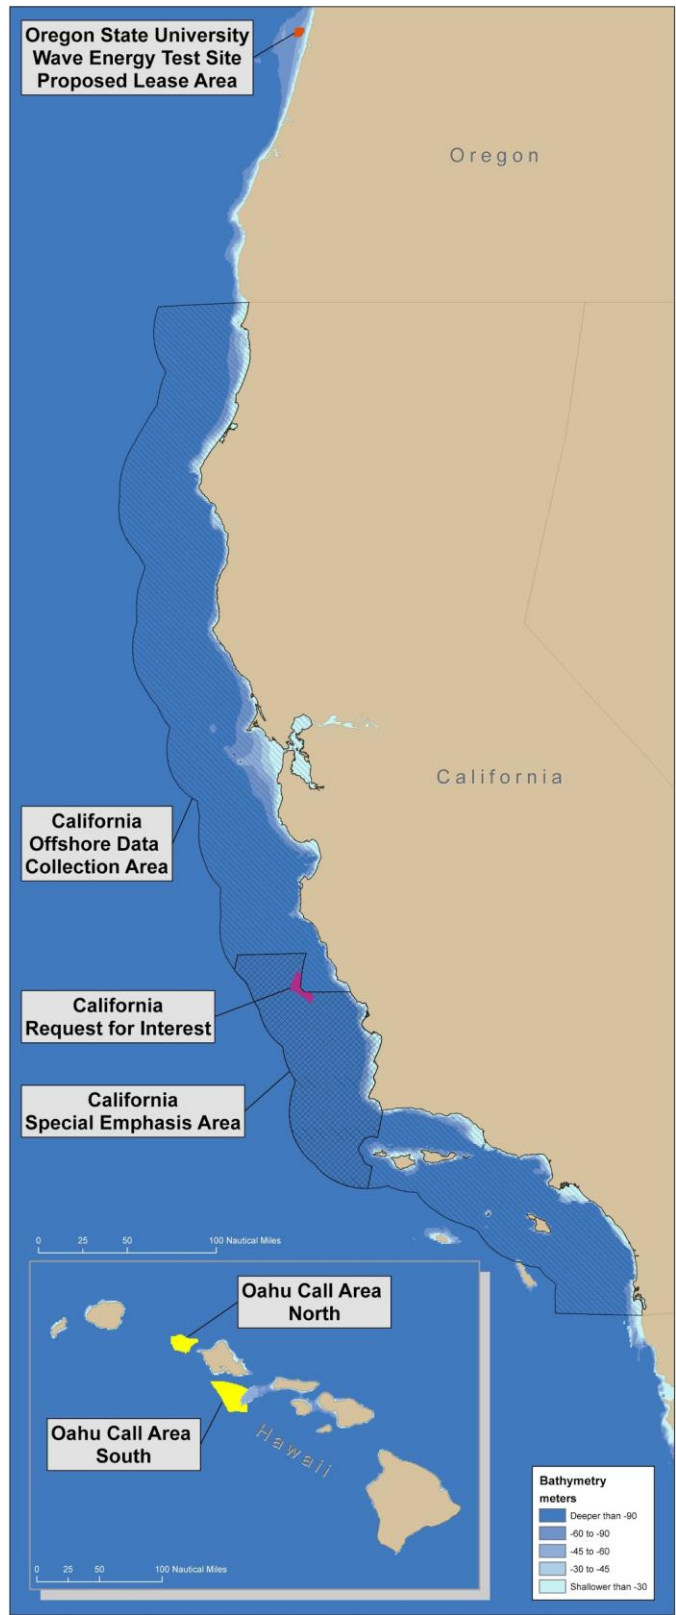 Oregon State University
Wave Energy Test Site
Proposed Lease Area
Oregon
California
California
Offshore Data
Collection Area
California
Request for Interest
California
Special Emphasis Area
0 25 50 100 Nautical Miles
Oahu Call Area
North
Oahu Call Area
South
Hawaii
0 25 50 100 Nautical Miles
Bathymetry
meters
Deeper than -90
-60 to -90
-45 to -60
-30 to -45
Shallower than -30